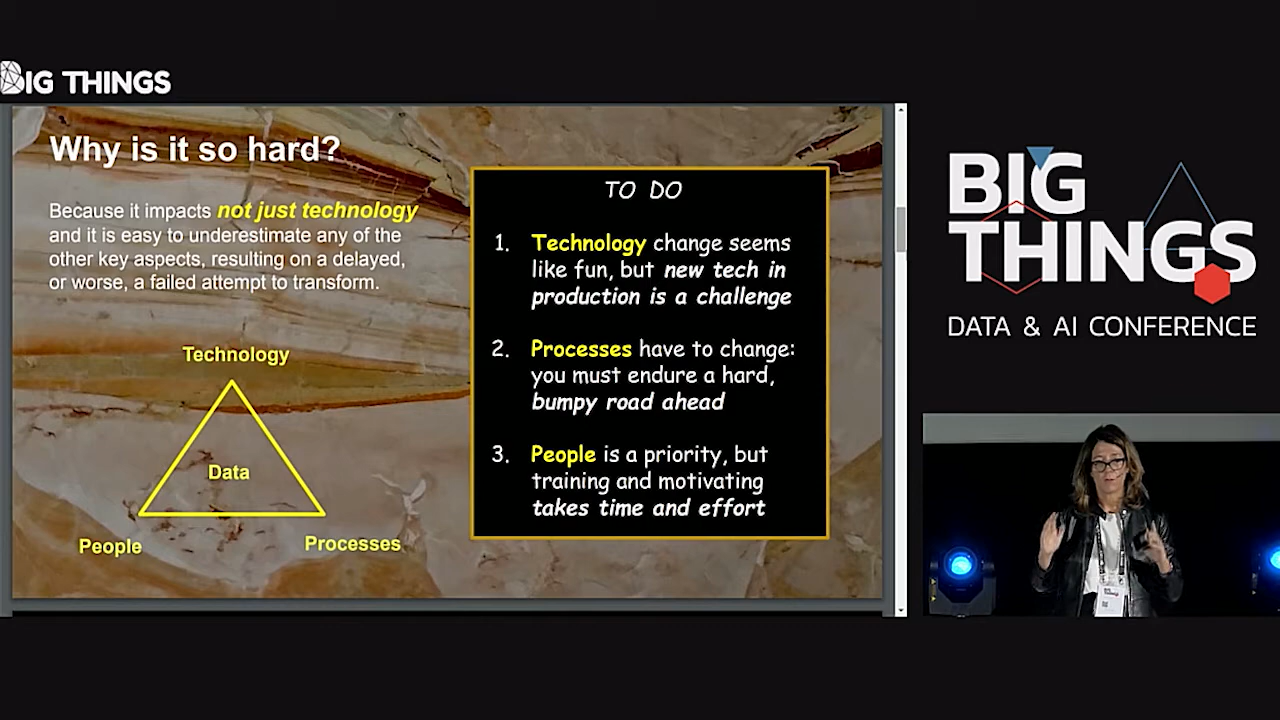 BIG THINGS
Why is it so hard?
Because it impacts not just technology
and it is easy to underestimate any of the
other key aspects, resulting on a delayed,
or worse, a failed attempt to transform.
Technology
Data
People
Processes
TO DO
1. Technology change seems
like fun, but new tech in
production is a challenge
2. Processes have to change:
you must endure a hard,
bumpy road ahead
3. People is a priority, but
training and motivating
takes time and effort
BIG
THINGS
DATA & AI CONFERENCE